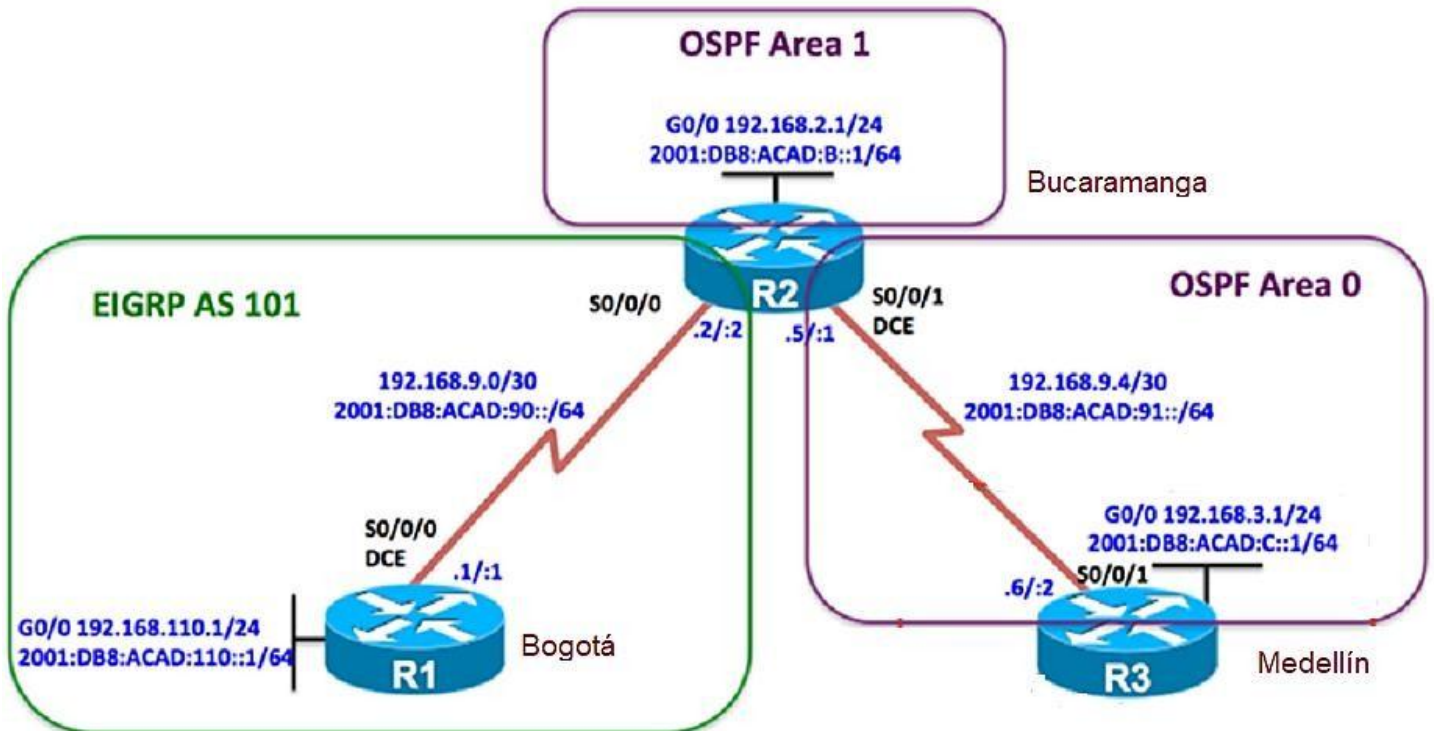 OSPF Area 1
G0/0 192.168.2.1/24
2001:DB8:ACAD:B::1/64
Bucaramanga
R2
EIGRP AS 101
S0/0/0
.2/:2
.5/:1
S0/0/1
DCE
OSPF Area 0
192.168.9.0/30
2001:DB8:ACAD:90::/64
192.168.9.4/30
2001:DB8:ACAD:91::/64
S0/0/0
DCE
.1/:1
G0/0 192.168.110.1/24
2001:DB8:ACAD:110::1/64
R1
Bogotá
G0/0 192.168.3.1/24
2001:DB8:ACAD:C::1/64
.6/:2
S0/0/1
R3
Medellín